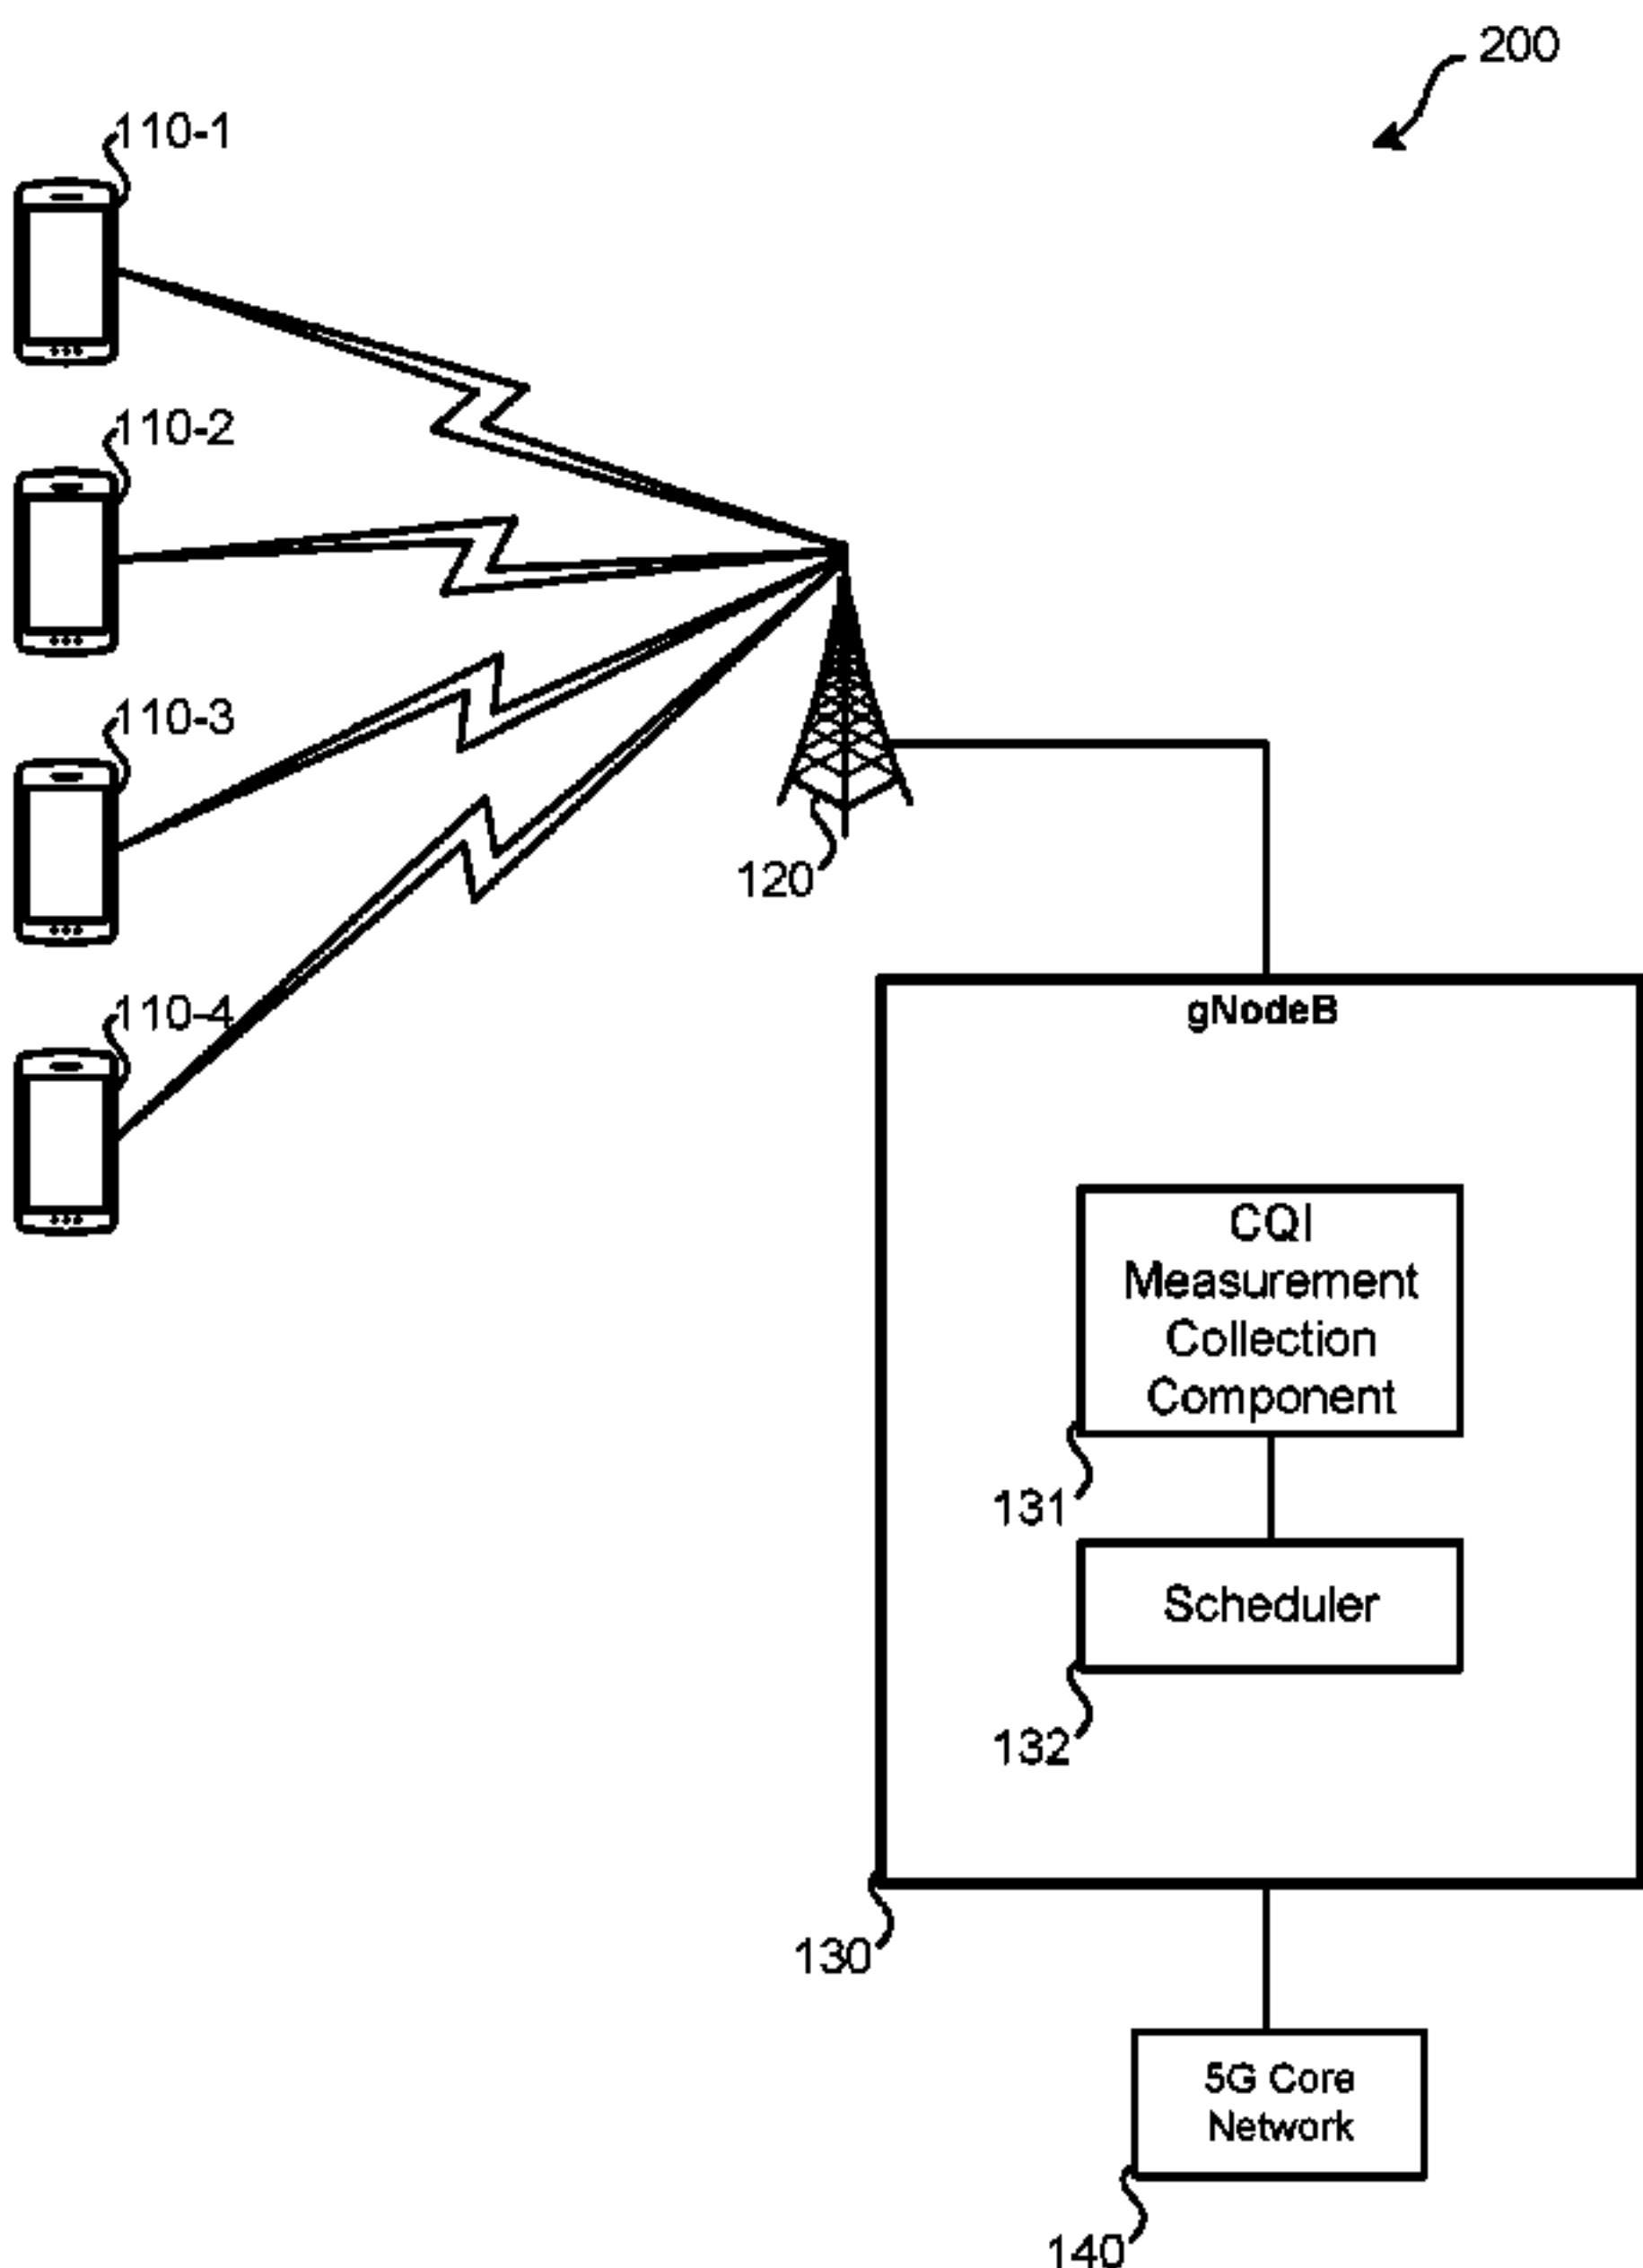 200
110-1
110-2
110-3
120
110-4
gNodeB
CQI
Measurement
Collection
Component
131
Scheduler
132
130
5G Core
Network
140